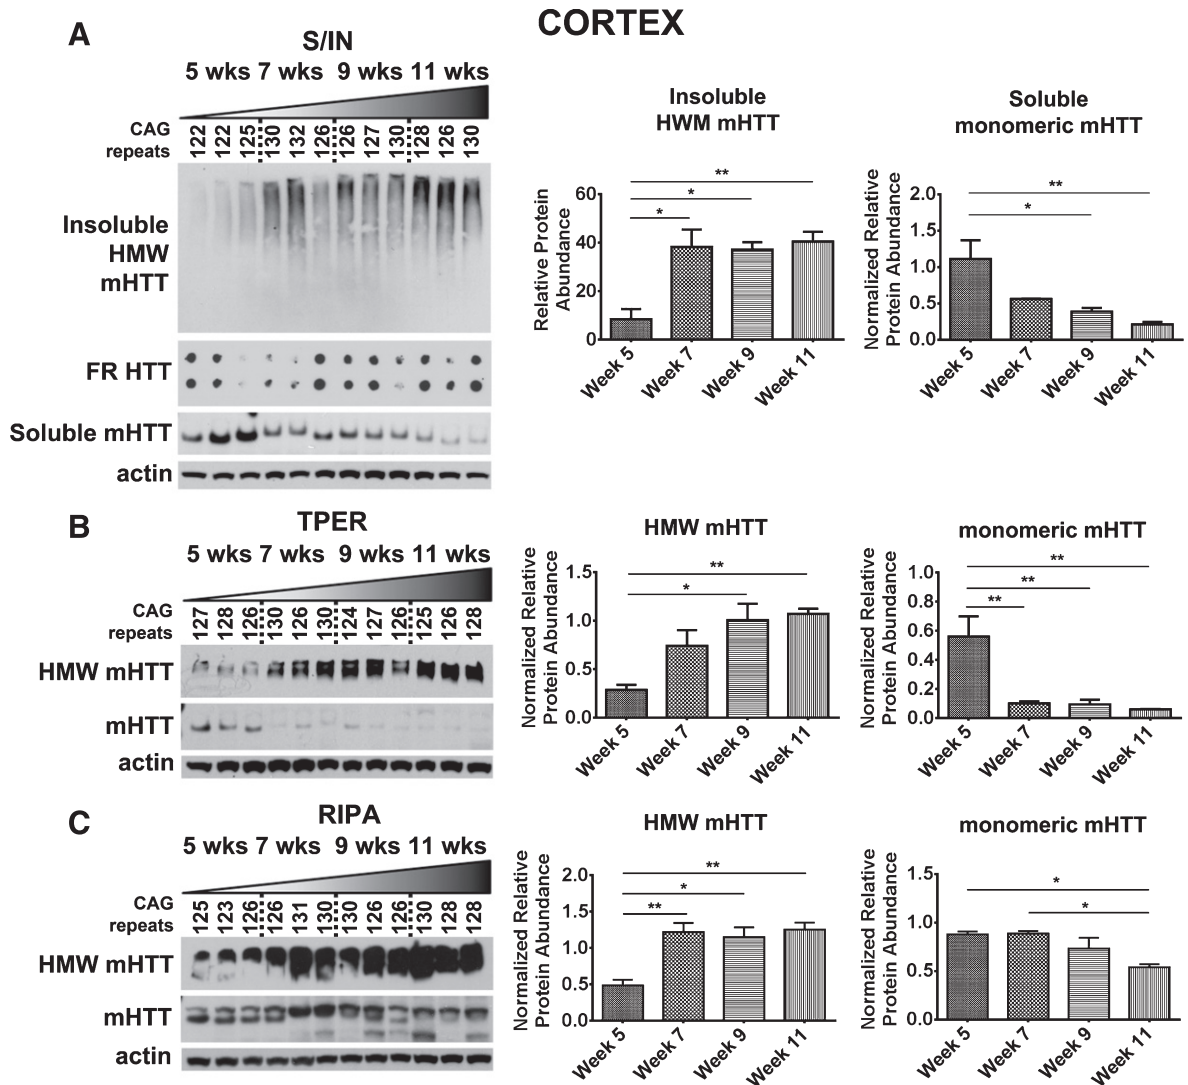 CORTEX
A
S/IN
5 wks 7 wks 9 wks 11 wks
CAG
repeats
122 122 125 130 132 126 126 127 130 128 126 130
Insoluble
HMW
mHTT
FR HTT
Soluble mHTT
actin
Insoluble
HWM mHTT
Relative Protein
Abundance
60
40
20
0
** 
*
*
Week 5 Week 7 Week 9 Week 11
Soluble
monomeric mHTT
Normalized Relative
Protein Abundance
2.0
1.5
1.0
0.5
0.0
**
*
Week 5 Week 7 Week 9 Week 11
B
TPER
5 wks 7 wks 9 wks 11 wks
CAG
repeats
127 128 126 130 126 130 124 127 126 125 126 128
HMW mHTT
mHTT
actin
HMW mHTT
Normalized Relative
Protein Abundance
1.5
1.0
0.5
0.0
**
*
Week 5 Week 7 Week 9 Week 11
monomeric mHTT
Normalized Relative
Protein Abundance
1.0
0.8
0.6
0.4
0.2
0.0
**
**
**
Week 5 Week 7 Week 9 Week 11
C
RIPA
5 wks 7 wks 9 wks 11 wks
CAG
repeats
125 123 126 126 131 130 130 126 126 130 128 128
HMW mHTT
mHTT
actin
HMW mHTT
Normalized Relative
Protein Abundance
2.0
1.5
1.0
0.5
0.0
**
*
**
Week 5 Week 7 Week 9 Week 11
monomeric mHTT
Normalized Relative
Protein Abundance
1.5
1.0
0.5
0.0
*
*
Week 5 Week 7 Week 9 Week 11